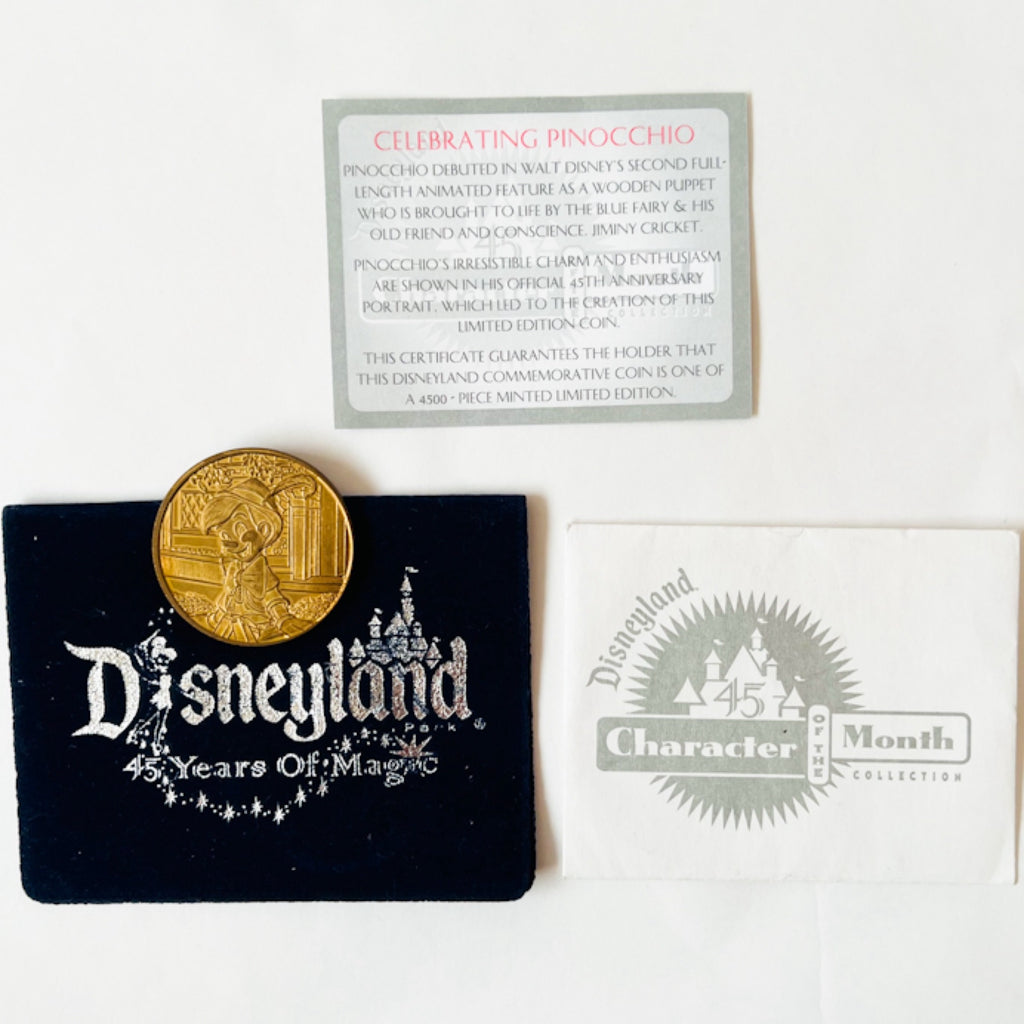 CELEBRATING PINOCCHIO
PINOCCHIO DEBUTED IN WALT DISNEY'S SECOND FULL-
LENGTH ANIMATED FEATURE AS A WOODEN PUPPET
WHO IS BROUGHT TO LIFE BY THE BLUE FAIRY & HIS
OLD FRIEND AND CONSCIENCE, JIMINY CRICKET.
PINOCCHIO'S IRRESISTIBLE CHARM AND ENTHUSIASM
ARE SHOWN IN HIS OFFICIAL 45TH ANNIVERSARY
PORTRAIT, WHICH LED TO THE CREATION OF THIS
LIMITED EDITION COIN.
THIS CERTIFICATE GUARANTEES THE HOLDER THAT
THIS DISNEYLAND COMMEMORATIVE COIN IS ONE OF
A 4500 - PIECE MINTED LIMITED EDITION.
Disneyland
Park ®
45 Years Of Magic
Disneyland
45
Character OF THE Month
COLLECTION